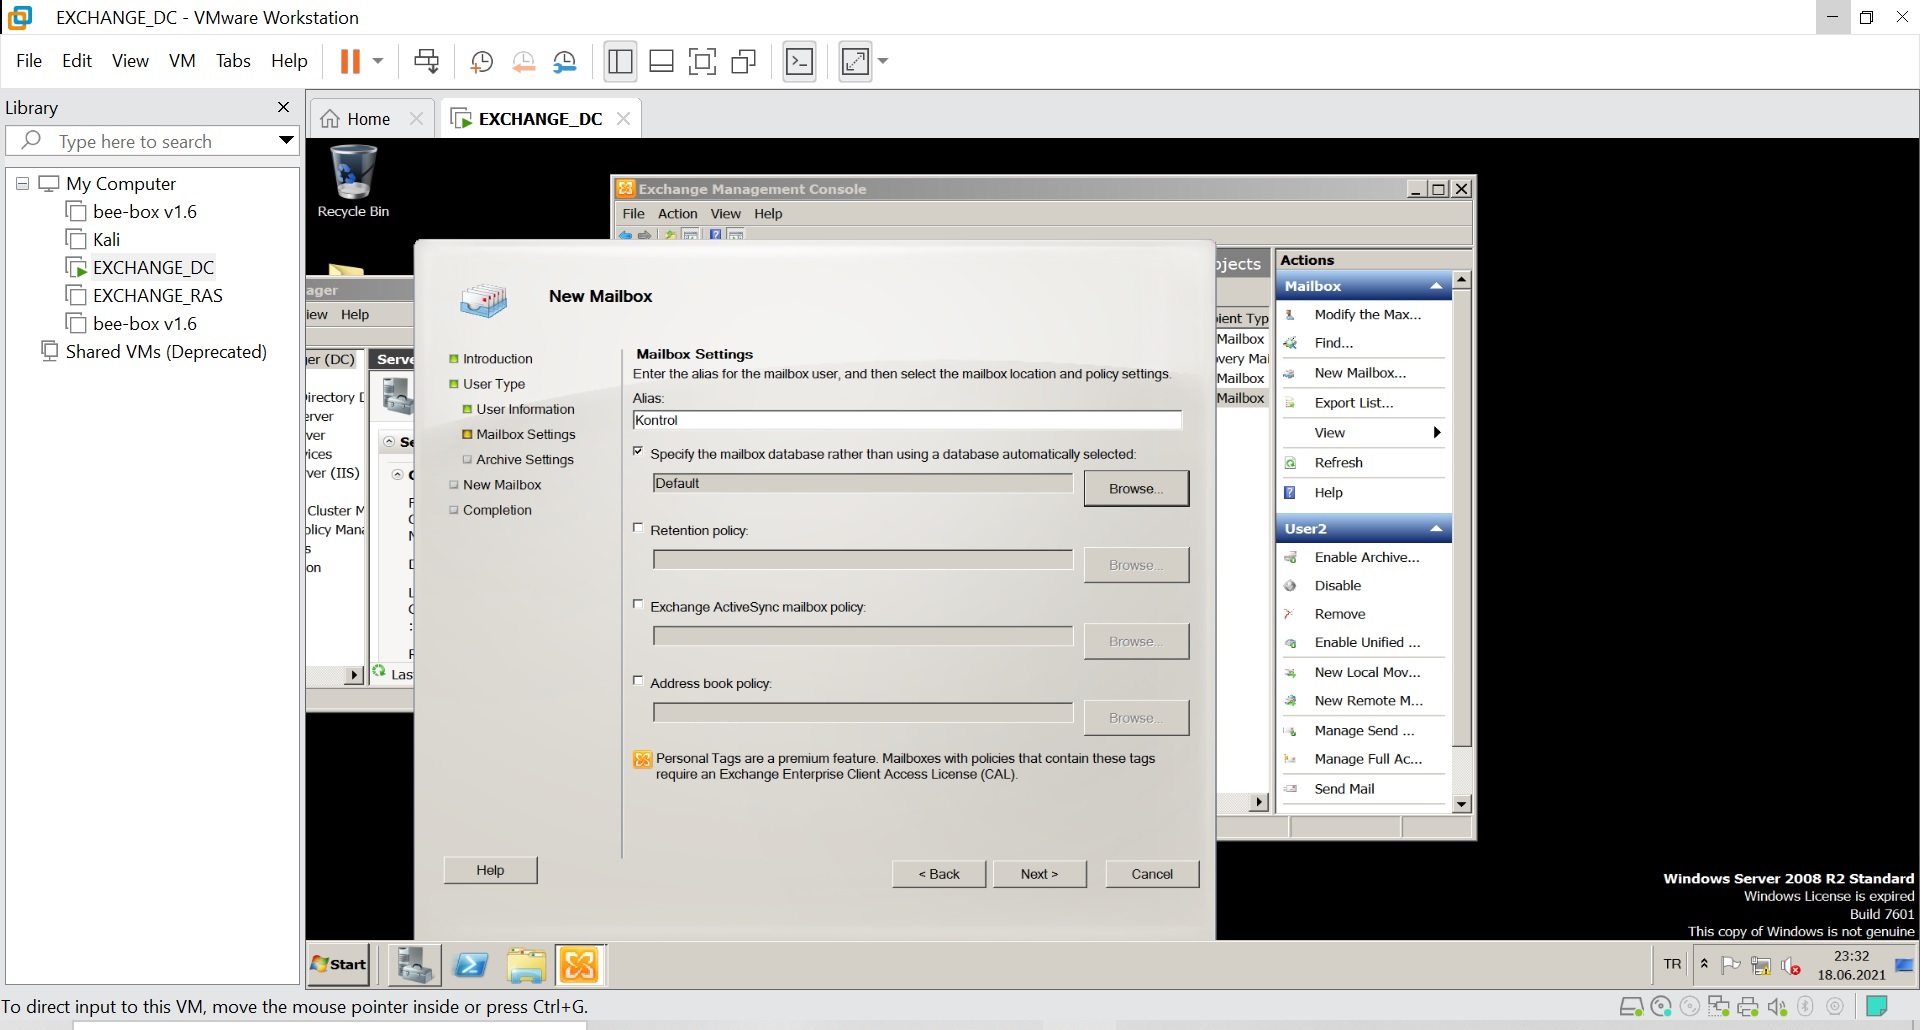 EXCHANGE_DC - VMware Workstation
File Edit View VM Tabs Help
Library
Type here to search
My Computer
bee-box v1.6
Kali
EXCHANGE_DC
EXCHANGE_RAS
bee-box v1.6
Shared VMs (Deprecated)
Home
EXCHANGE_DC
Recycle Bin
Exchange Management Console
File Action View Help
ager
iew Help
er (DC)
Serve
irectory D
erver
ver
vices
ver (IIS)
Cluster M
olicy Mana
s
on
Se
Las
New Mailbox
Introduction
User Type
User Information
Mailbox Settings
Archive Settings
New Mailbox
Completion
Mailbox Settings
Enter the alias for the mailbox user, and then select the mailbox location and policy settings.
Alias:
Kontrol
Specify the mailbox database rather than using a database automatically selected:
Default
Browse...
Retention policy:
Browse...
Exchange ActiveSync mailbox policy:
Browse...
Address book policy:
Browse...
Personal Tags are a premium feature. Mailboxes with policies that contain these tags
require an Exchange Enterprise Client Access License (CAL).
Help
< Back
Next >
Cancel
bjects
ient Typ
Mailbox
very Mai
Mailbox
Mailbox
Actions
Mailbox
Modify the Max...
Find...
New Mailbox...
Export List...
View
Refresh
Help
User2
Enable Archive...
Disable
Remove
Enable Unified ...
New Local Mov...
New Remote M...
Manage Send ...
Manage Full Ac...
Send Mail
Windows Server 2008 R2 Standard
Windows License is expired
Build 7601
This copy of Windows is not genuine
Start
TR
23:32
18.06.2021
To direct input to this VM, move the mouse pointer inside or press Ctrl+G.